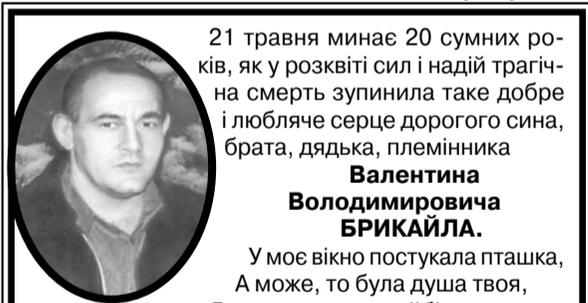 21 травня минає 20 сумних ро-
ків, як у розквіті сил і надій трагіч-
на смерть зупинила таке добре
і любляче серце дорогого сина,
брата, дядька, племінника
Валентина
Володимировича
БРИКАЙЛА.
У моє вікно постукала пташка,
А може, то була душа твоя,